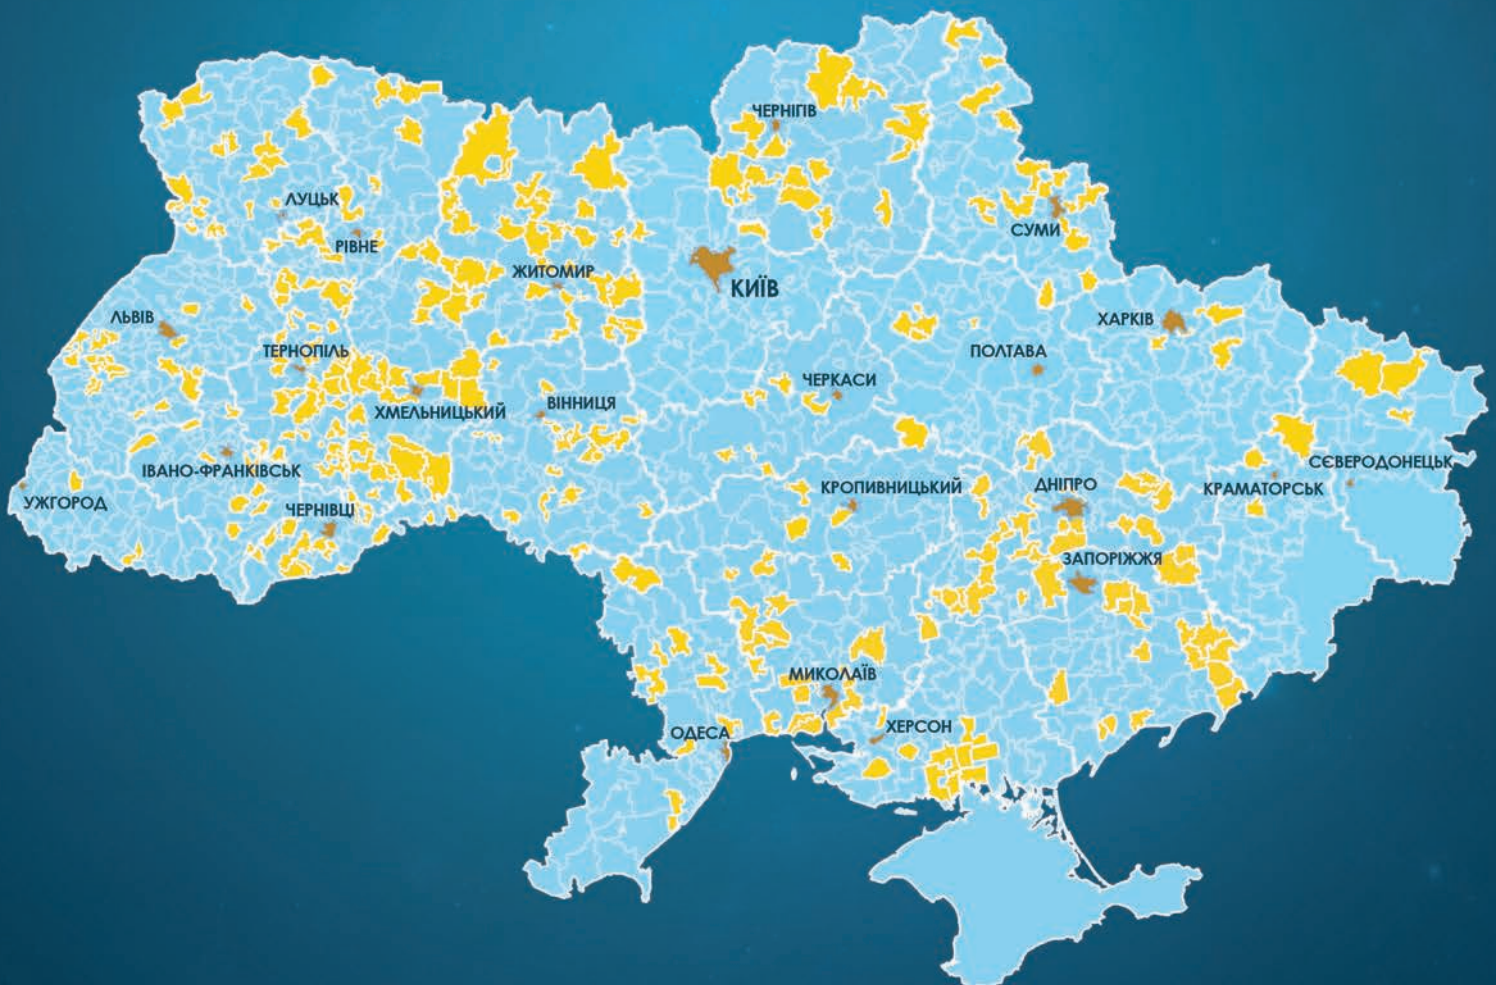 ЧЕРНІГІВ
ЛУЦЬК
СУМИ
РІВНЕ
ЖИТОМИР
КИЇВ
ЛЬВІВ
ХАРКІВ
ТЕРНОПІЛЬ
ПОЛТАВА
ЧЕРКАСИ
ХМЕЛЬНИЦЬКИЙ
ВІННИЦЯ
ІВАНО-ФРАНКІВСЬК
СЄВЕРОДОНЕЦЬК
УЖГОРОД
КРОПИВНИЦЬКИЙ
ДНІПРО
КРАМАТОРСЬК
ЧЕРНІВЦІ
ЗАПОРІЖЖЯ
МИКОЛАЇВ
ОДЕСА
ХЕРСОН